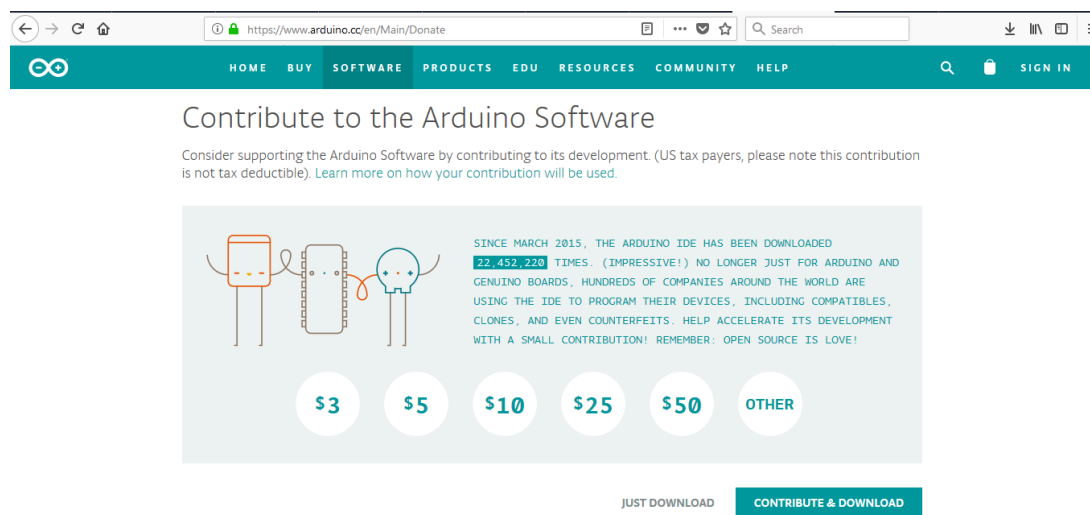 https://www.arduino.cc/en/Main/Donate
Search
HOME BUY SOFTWARE PRODUCTS EDU RESOURCES COMMUNITY HELP
SIGN IN
Contribute to the Arduino Software
Consider supporting the Arduino Software by contributing to its development. (US tax payers, please note this contribution
is not tax deductible). Learn more on how your contribution will be used.
SINCE MARCH 2015, THE ARDUINO IDE HAS BEEN DOWNLOADED
22,452,220 TIMES. (IMPRESSIVE!) NO LONGER JUST FOR ARDUINO AND
GENUINO BOARDS, HUNDREDS OF COMPANIES AROUND THE WORLD ARE
USING THE IDE TO PROGRAM THEIR DEVICES, INCLUDING COMPATIBLES,
CLONES, AND EVEN COUNTERFEITS. HELP ACCELERATE ITS DEVELOPMENT
WITH A SMALL CONTRIBUTION! REMEMBER: OPEN SOURCE IS LOVE!
$3 $5 $10 $25 $50 OTHER
JUST DOWNLOAD CONTRIBUTE & DOWNLOAD